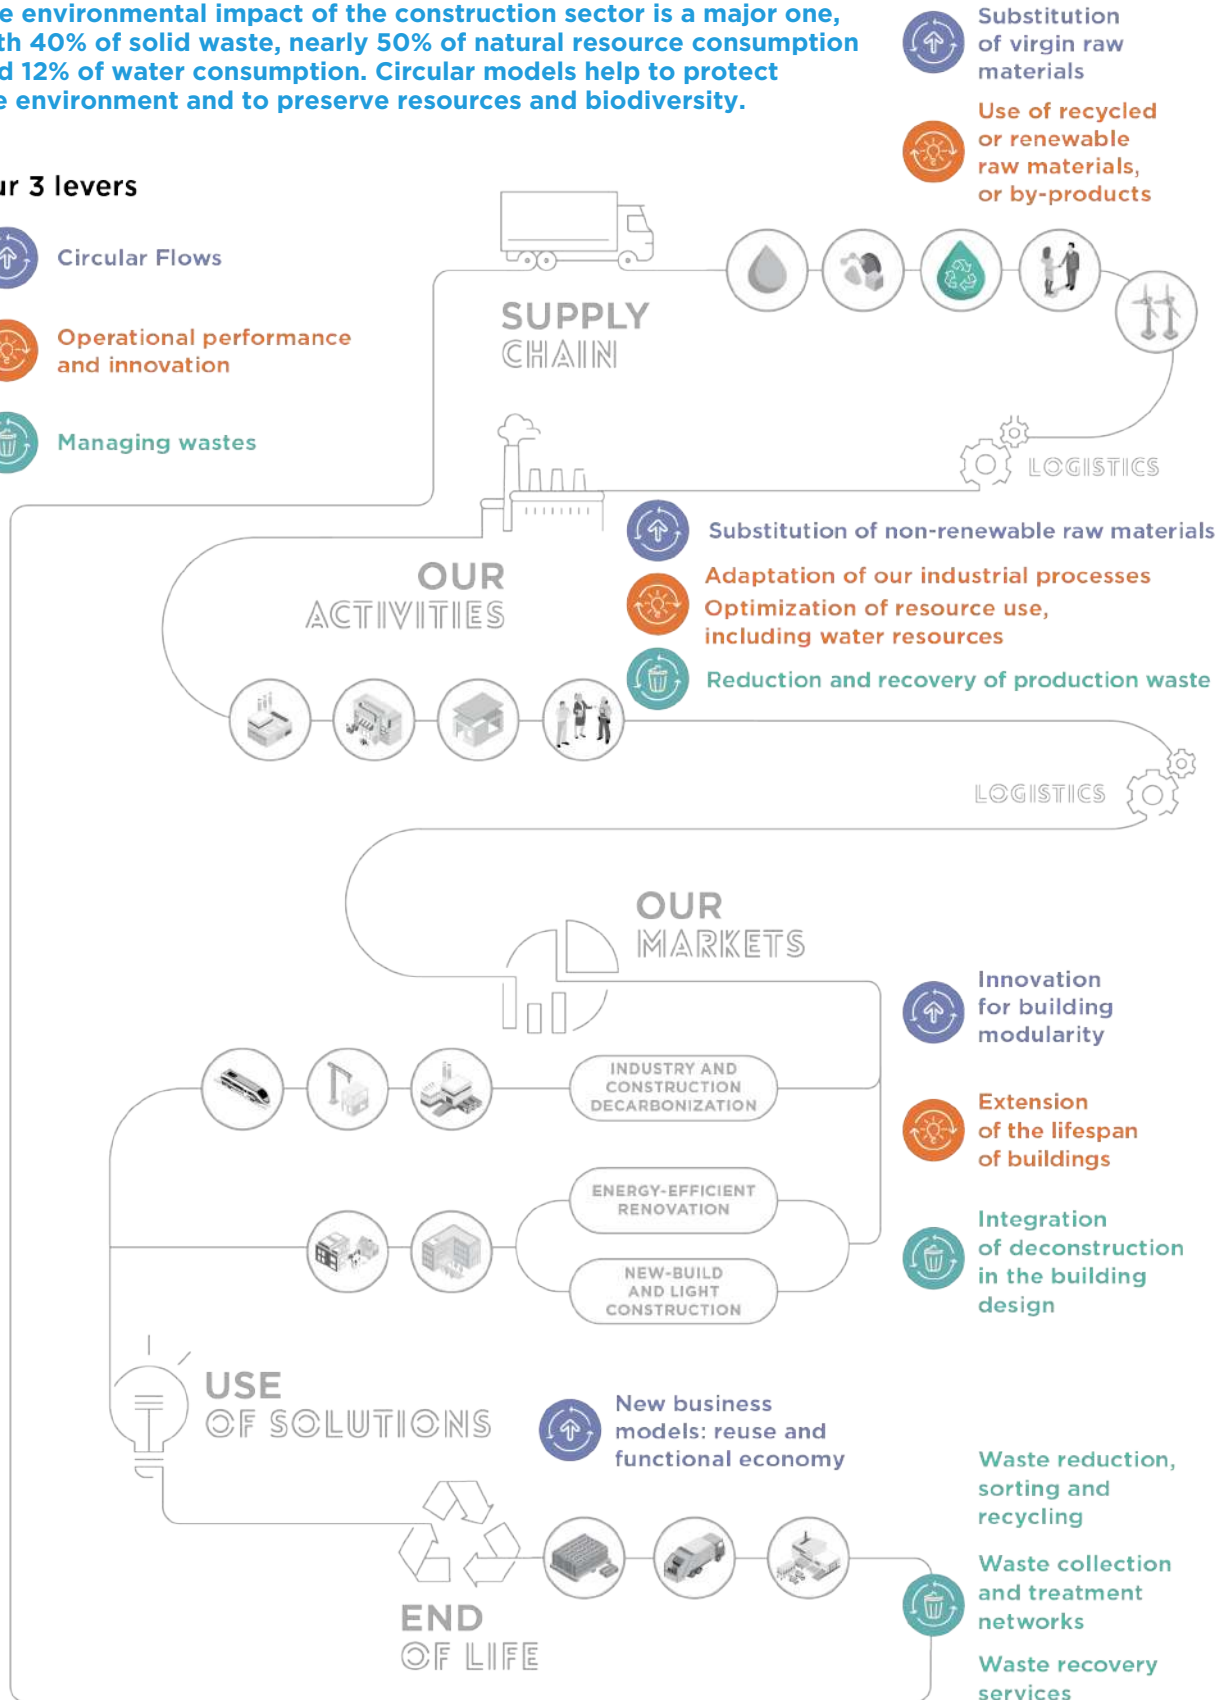 e environmental impact of the construction sector is a major one,
th 40% of solid waste, nearly 50% of natural resource consumption
d 12% of water consumption. Circular models help to protect
e environment and to preserve resources and biodiversity.
Substitution
of virgin raw
materials
Use of recycled
or renewable
raw materials,
or by-products
ur 3 levers
Circular Flows
Operational performance
and innovation
Managing wastes
SUPPLY
CHAIN
LOGISTICS
OUR
ACTIVITIES
Substitution of non-renewable raw materials
Adaptation of our industrial processes
Optimization of resource use,
including water resources
Reduction and recovery of production waste
LOGISTICS
OUR
MARKETS
Innovation
for building
modularity
INDUSTRY AND
CONSTRUCTION
DECARBONIZATION
Extension
of the lifespan
of buildings
ENERGY-EFFICIENT
RENOVATION
NEW-BUILD
AND LIGHT
CONSTRUCTION
Integration
of deconstruction
in the building
design
USE
OF SOLUTIONS
New business
models: reuse and
functional economy
END
OF LIFE
Waste reduction,
sorting and
recycling
Waste collection
and treatment
networks
Waste recovery
services